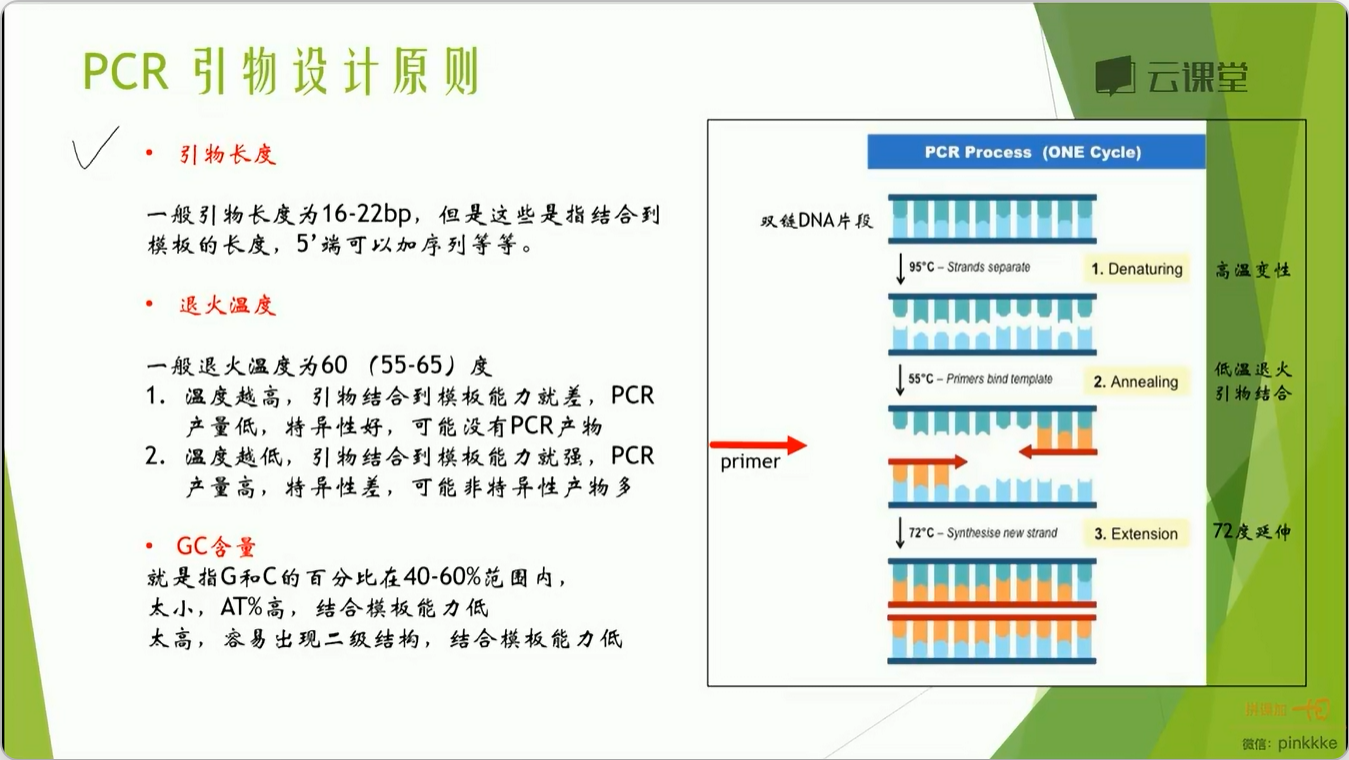 PCR 引物设计原则
云课堂
• 引物长度
一般引物长度为16-22bp，但是这些是指结合到
模板的长度，5’端可以加序列等等。
• 退火温度
一般退火温度为60 （55-65）度
1. 温度越高，引物结合到模板能力就差，PCR
产量低，特异性好，可能没有PCR产物
2. 温度越低，引物结合到模板能力就强，PCR
产量高，特异性差，可能非特异性产物多
• GC含量
就是指G和C的百分比在40-60%范围内，
太小，AT%高，结合模板能力低
太高，容易出现二级结构，结合模板能力低
PCR Process (ONE Cycle)
双链DNA片段
95°C – Strands separate
1. Denaturing
高温变性
55°C – Primers bind template
2. Annealing
低温退火
引物结合
primer
72°C – Synthesise new strand
3. Extension
72度延伸
微信：pinkkke